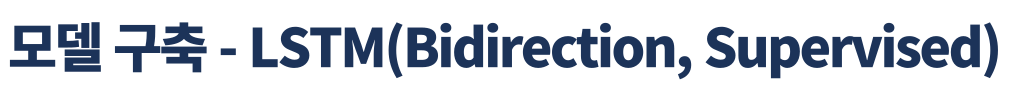 모델 구축 - LSTM(Bidirection, Supervised)